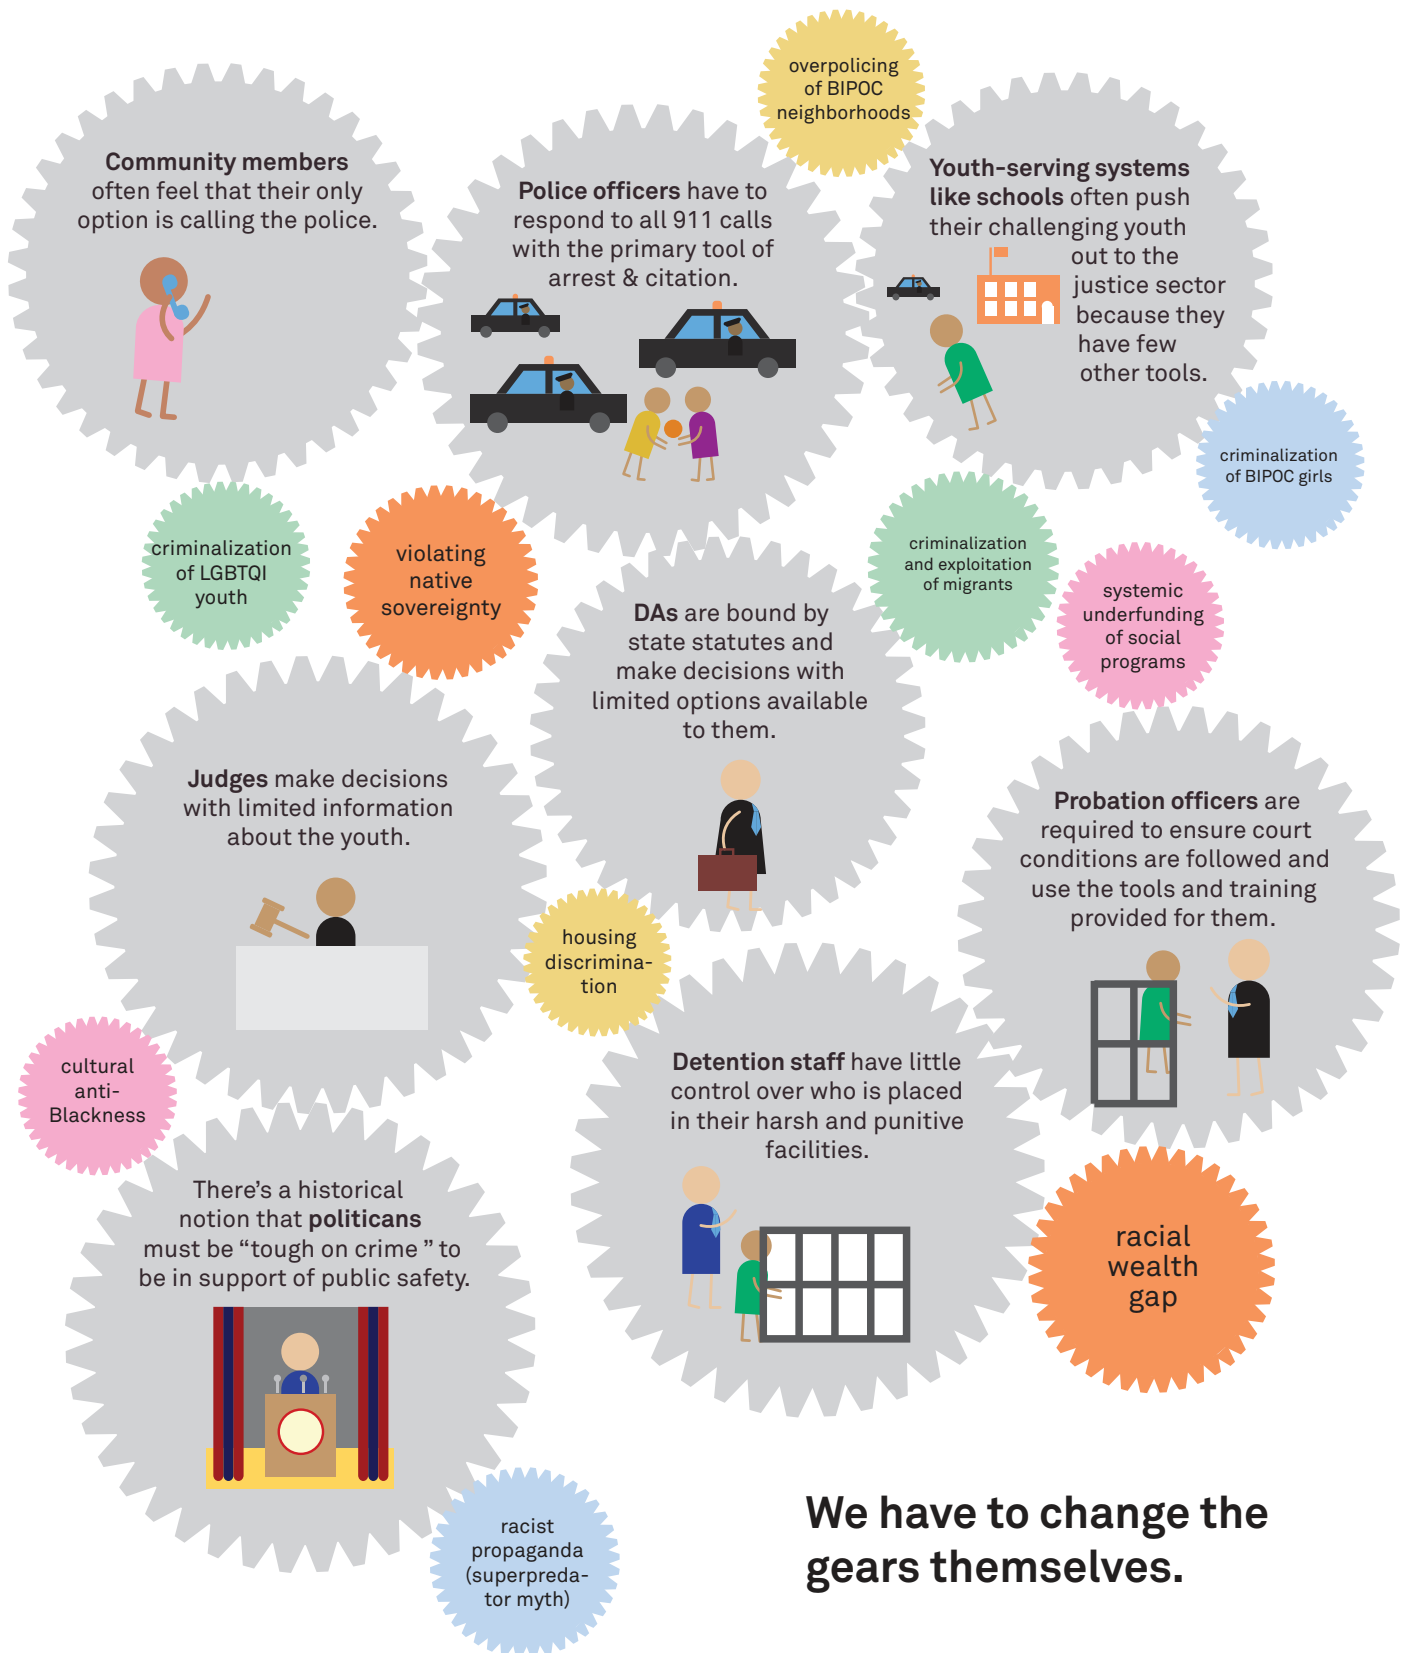 overpolicing
of BIPOC
neighborhoods
Community members
often feel that their only
option is calling the police.
Police officers have to
respond to all 911 calls
with the primary tool of
arrest & citation.
Youth-serving systems
like schools often push
their challenging youth
out to the
justice sector
because they
have few
other tools.
criminalization
of BIPOC girls
criminalization
of LGBTQI
youth
violating
native
sovereignty
criminalization
and exploitation
of migrants
systemic
underfunding
of social
programs
DAs are bound by
state statutes and
make decisions with
limited options available
to them.
Judges make decisions
with limited information
about the youth.
Probation officers are
required to ensure court
conditions are followed and
use the tools and training
provided for them.
housing
discrimina-
tion
cultural
anti-
Blackness
Detention staff have little
control over who is placed
in their harsh and punitive
facilities.
There’s a historical
notion that politicans
must be “tough on crime ” to
be in support of public safety.
racial
wealth
gap
racist
propaganda
(superpreda-
tor myth)
We have to change the
gears themselves.